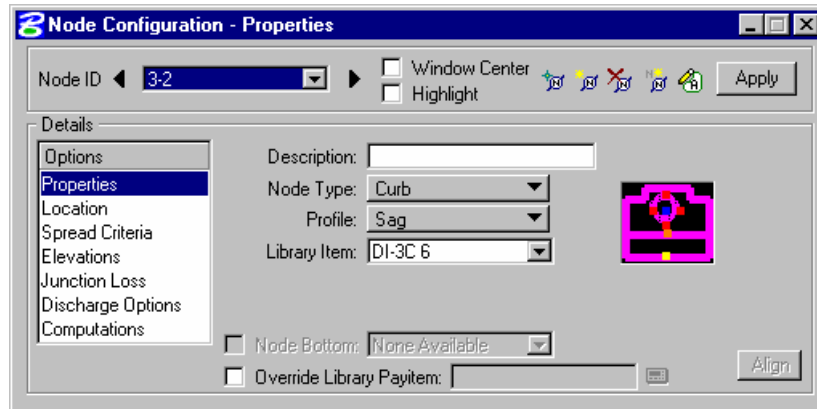 Node Configuration - Properties
Node ID 3-2 Window Center Apply
Highlight
Details
Options Description:
Properties Node Type: Curb
Location Profile: Sag
Spread Criteria Library Item: DI-3C 6
Elevations
Junction Loss
Discharge Options
Computations
Node Bottom: None Available
Override Library Payitem: Align